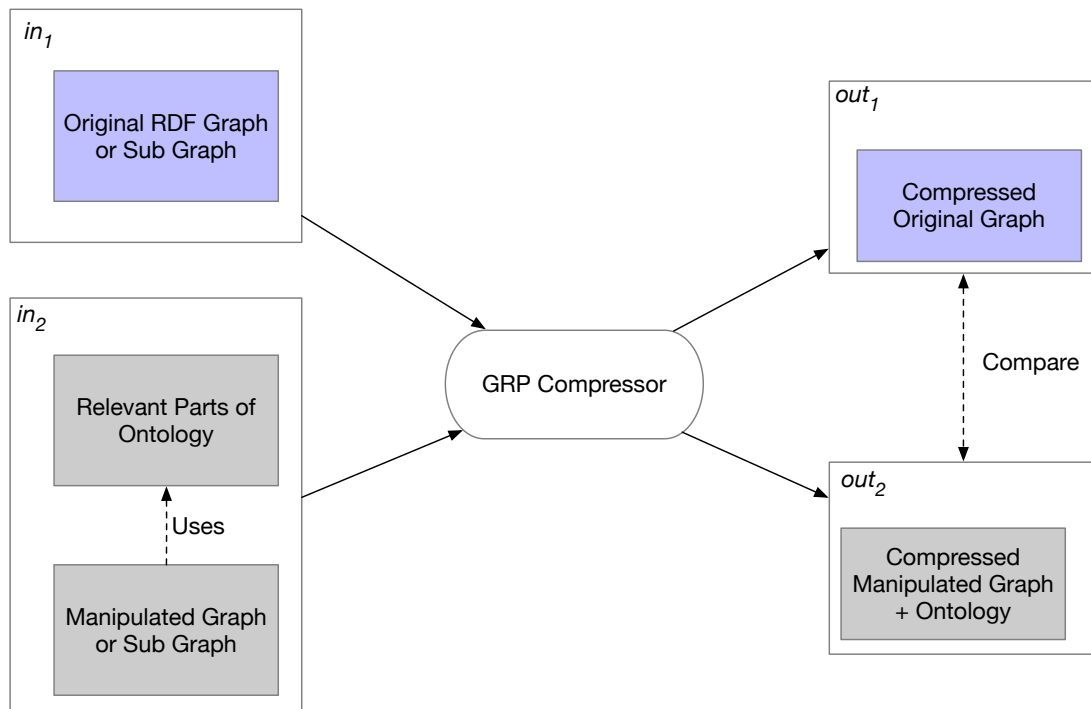 in1
Original RDF Graph
or Sub Graph
in2
Relevant Parts of
Ontology
Uses
Manipulated Graph
or Sub Graph
GRP Compressor
out1
Compressed
Original Graph
Compare
out2
Compressed
Manipulated Graph
+ Ontology